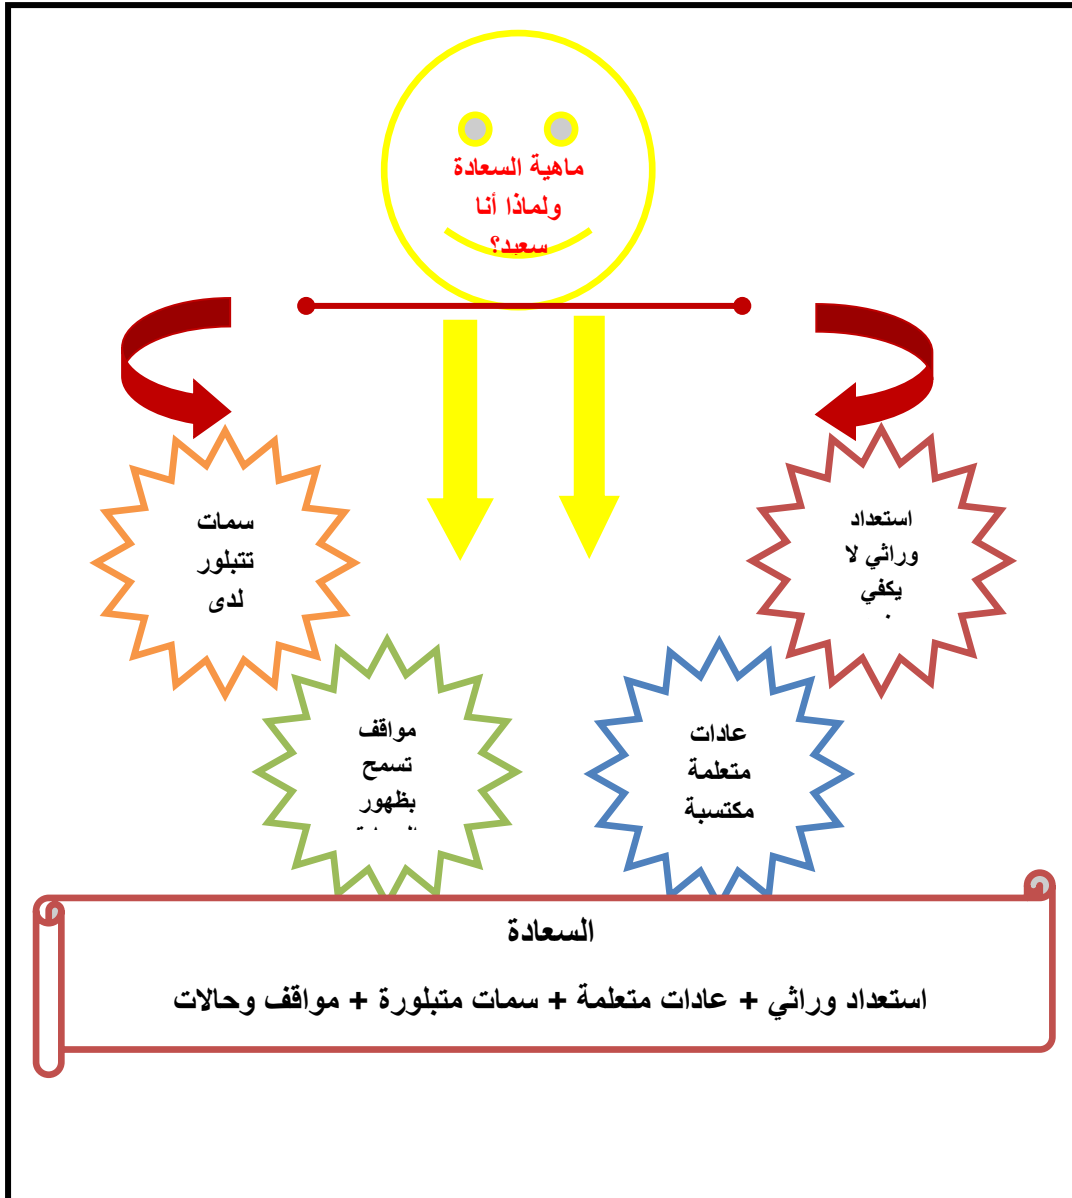 ماهية السعادة
ولماذا أنا
سعيد؟
استعداد
وراثي لا
يكفي
سمات
تتبلور
لدى
عادات
متعلمة
مكتسبة
مواقف
تسمح
بظهور
السعادة
استعداد وراثي + عادات متعلمة + سمات متبلورة + مواقف وحالات